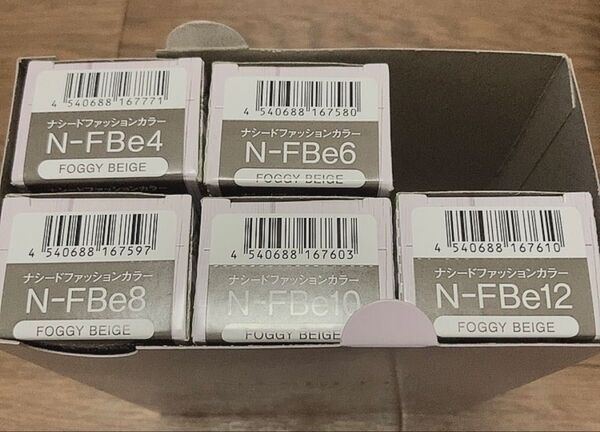 4 540688 167771
ナシードファッションカラー
N-FBe4
FOGGY BEIGE
4 540688 167580
ナシードファッションカラー
N-FBe6
FOGGY BEIGE
4 540688 167597
ナシードファッションカラー
N-FBe8
FOGGY BEIGE
4 540688 167603
ナシードファッションカラー
N-FBe10
FOGGY BEIGE
4 540688 167610
ナシードファッションカラー
N-FBe12
FOGGY BEIGE